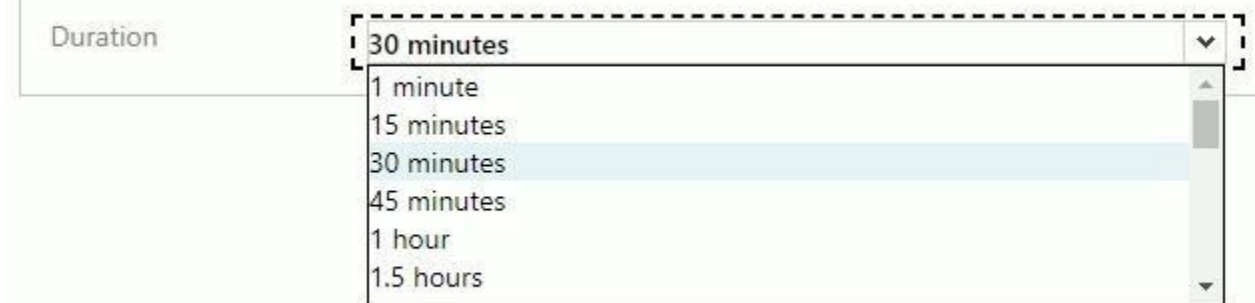 Duration
30 minutes
1 minute
15 minutes
30 minutes
45 minutes
1 hour
1.5 hours